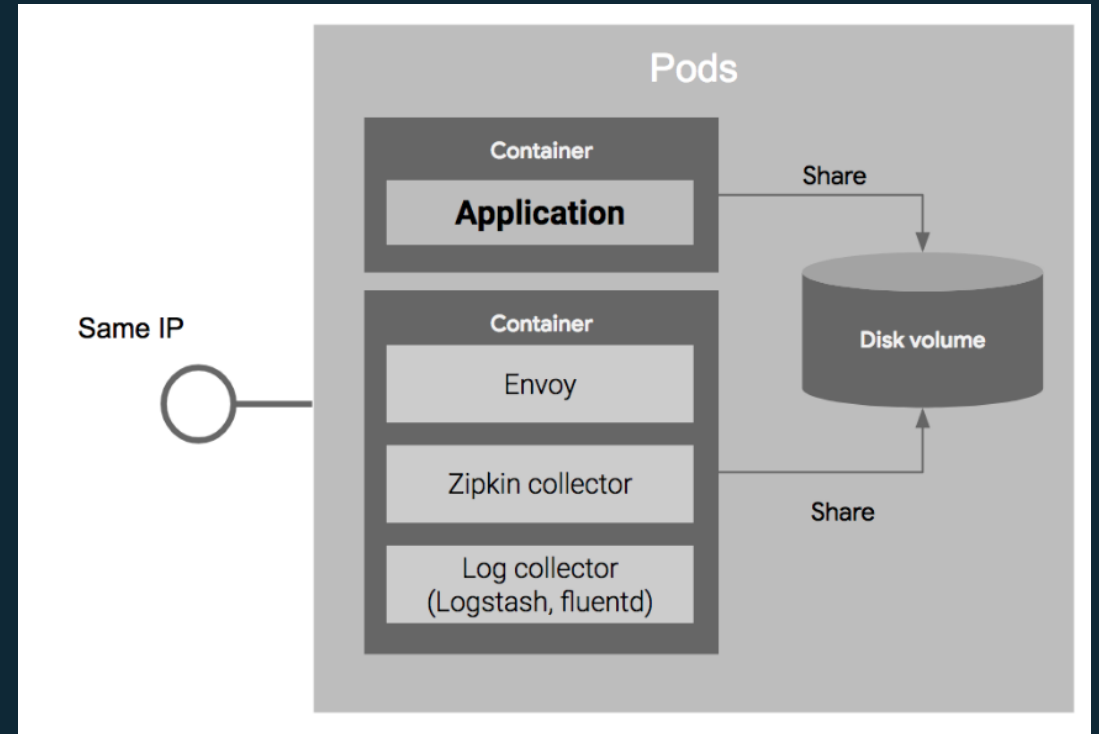 Pods
Container
Application
Share
Same IP
Container
Envoy
Disk volume
Zipkin collector
Share
Log collector
(Logstash, fluentd)